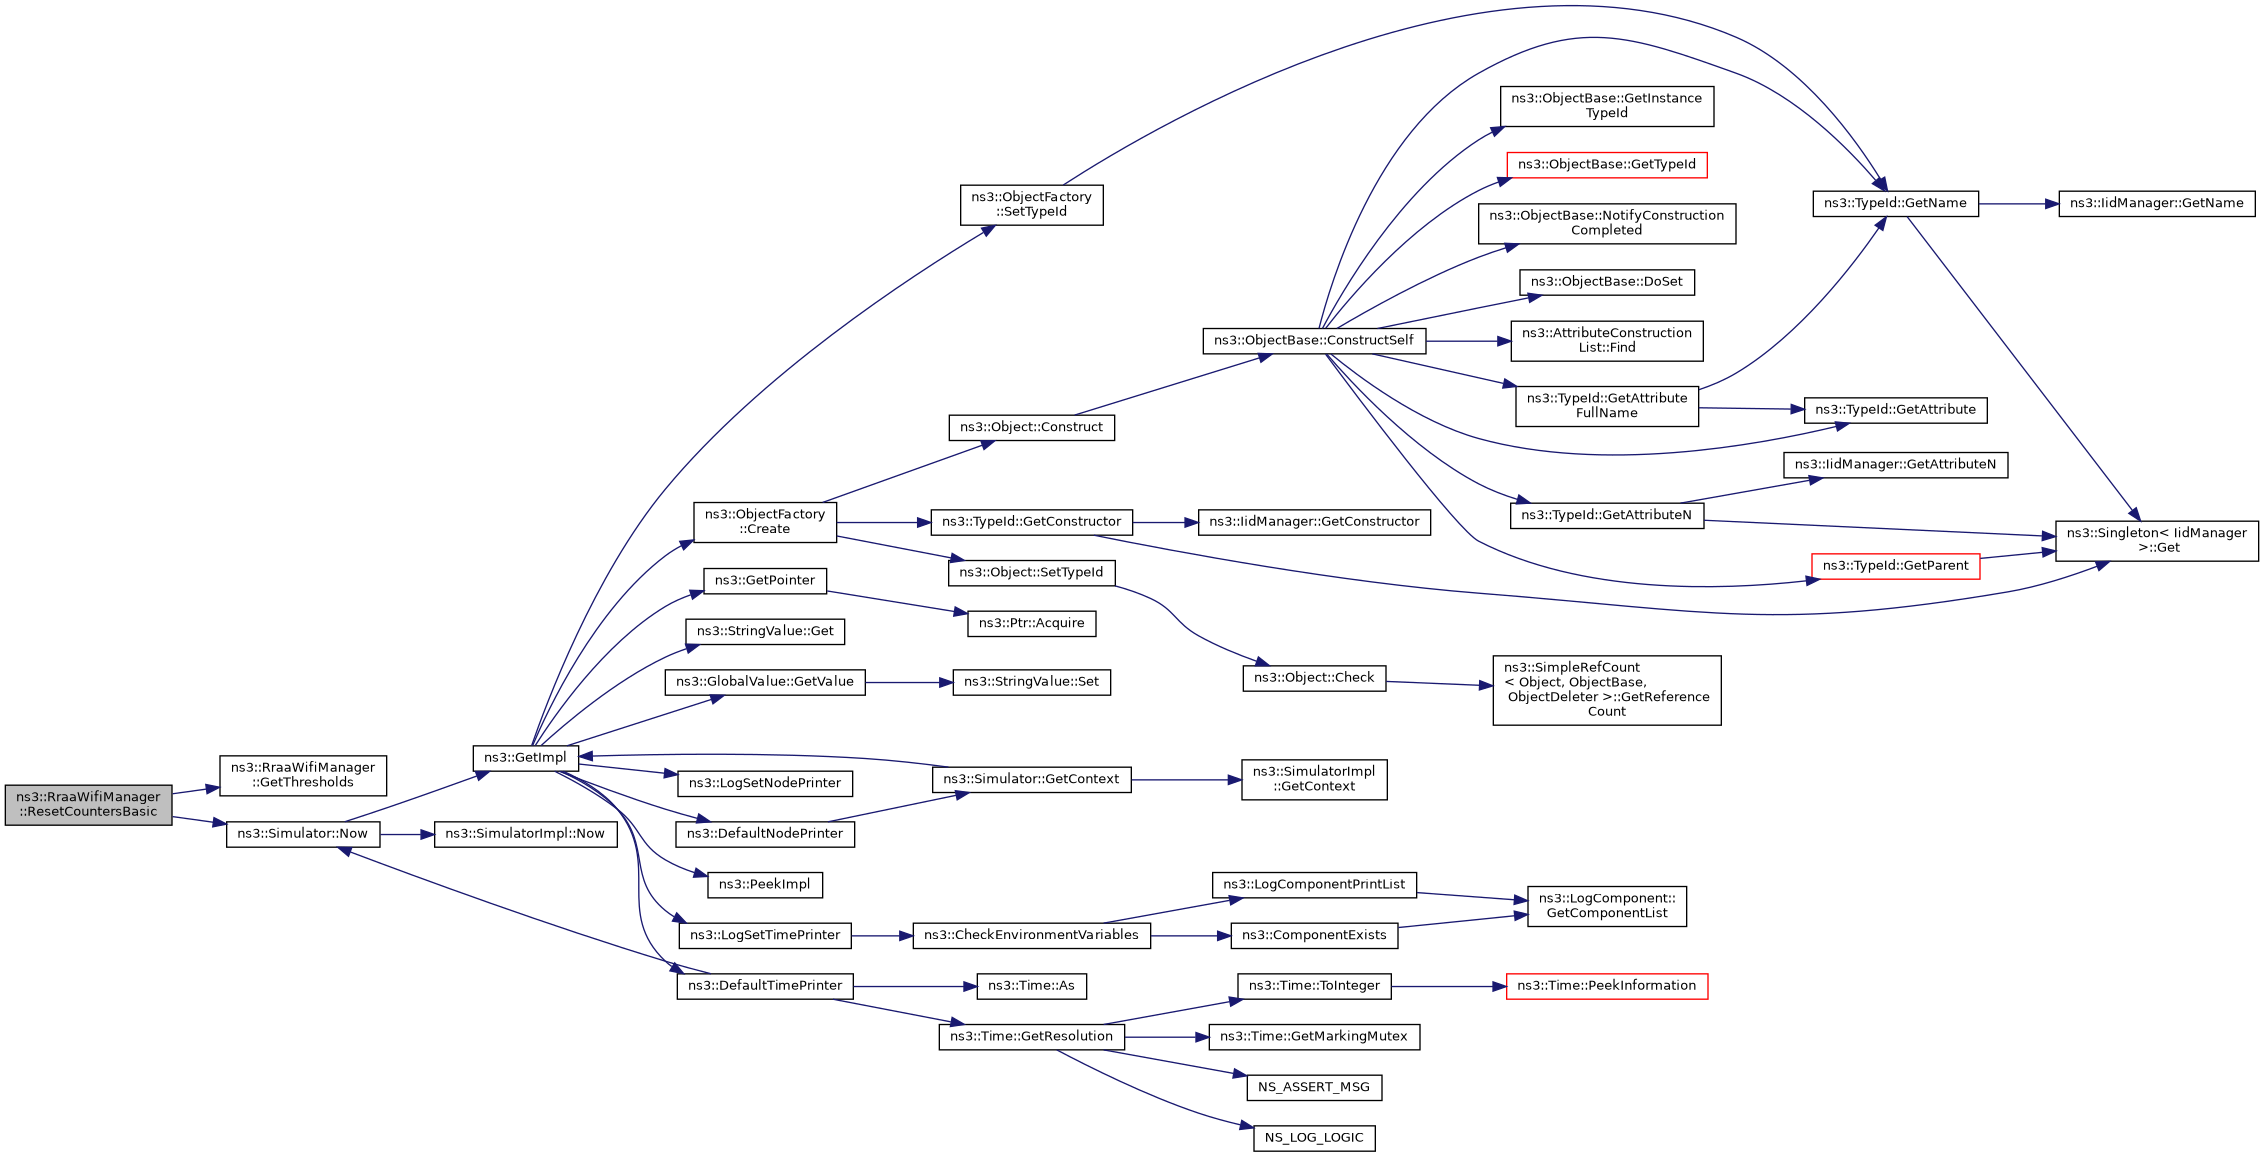 ns3::ObjectBase::GetInstance
TypeId
ns3::ObjectBase::GetTypeId
ns3::ObjectFactory
::SetTypeId
ns3::TypeId::GetName
ns3::IidManager::GetName
ns3::ObjectBase::NotifyConstruction
Completed
ns3::ObjectBase::DoSet
ns3::ObjectBase::ConstructSelf
ns3::AttributeConstruction
List::Find
ns3::TypeId::GetAttribute
FullName
ns3::TypeId::GetAttribute
ns3::Object::Construct
ns3::IidManager::GetAttributeN
ns3::ObjectFactory
::Create
ns3::TypeId::GetConstructor
ns3::IidManager::GetConstructor
ns3::TypeId::GetAttributeN
ns3::Singleton< IidManager
>::Get
ns3::Object::SetTypeId
ns3::TypeId::GetParent
ns3::GetPointer
ns3::Ptr::Acquire
ns3::StringValue::Get
ns3::GlobalValue::GetValue
ns3::StringValue::Set
ns3::Object::Check
ns3::SimpleRefCount
< Object, ObjectBase,
ObjectDeleter >::GetReference
Count
ns3::GetImpl
ns3::RraaWifiManager
::GetThresholds
ns3::LogSetNodePrinter
ns3::Simulator::GetContext
ns3::SimulatorImpl
::GetContext
ns3::RraaWifiManager
::ResetCountersBasic
ns3::Simulator::Now
ns3::SimulatorImpl::Now
ns3::DefaultNodePrinter
ns3::PeekImpl
ns3::LogComponentPrintList
ns3::LogComponent::
GetComponentList
ns3::LogSetTimePrinter
ns3::CheckEnvironmentVariables
ns3::ComponentExists
ns3::DefaultTimePrinter
ns3::Time::As
ns3::Time::ToInteger
ns3::Time::PeekInformation
ns3::Time::GetResolution
ns3::Time::GetMarkingMutex
NS_ASSERT_MSG
NS_LOG_LOGIC